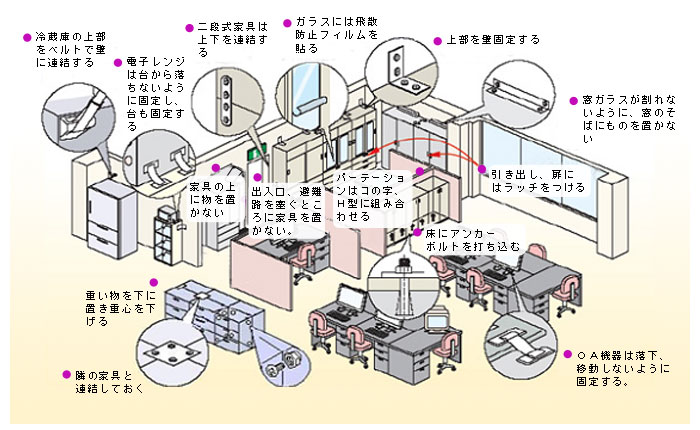 冷蔵庫の上部
をベルトで壁
に連結する
電子レンジ
は台から落
ちないよう
に固定し、
台も固定す
る
二段式家具は
上下を連結す
る
ガラスには飛散
防止フィルムを
貼る
上部を壁固定する
窓ガラスが割れな
いように、窓のそ
ばにものを置かな
い
家具の上
に物を置
かない
出入口、避難
路を塞ぐとこ
ろに家具を置
かない。
パーテーショ
ンはコの字、
H型に組み合
わせる
引き出し、扉に
はラッチをつける
床にアンカー
ボルトを打ち込む
重い物を下に
置き重心を下
げる
隣の家具と
連結しておく
OA機器は落下、
移動しないように
固定する。